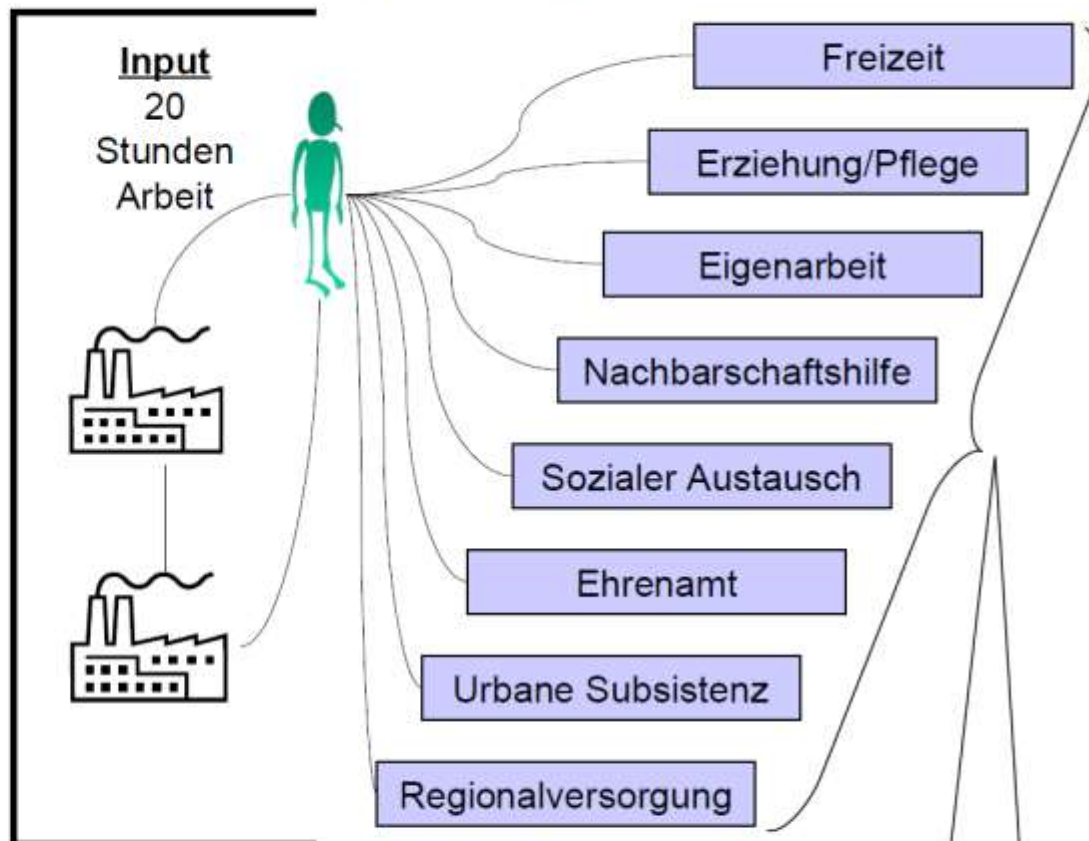 Input
20
Stunden
Arbeit
Freizeit
Erziehung/Pflege
Eigenarbeit
Nachbarschaftshilfe
Sozialer Austausch
Ehrenamt
Urbane Subsistenz
Regionalversorgung